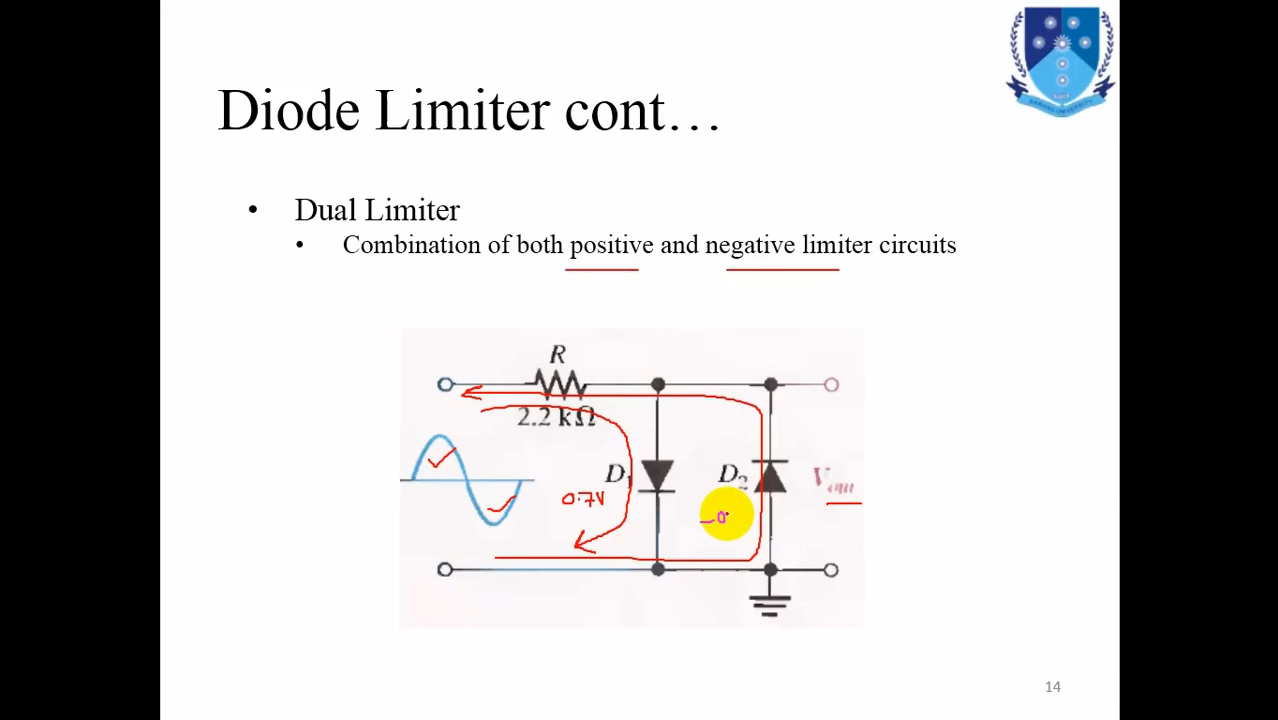 Diode Limiter cont…
• Dual Limiter
• Combination of both positive and negative limiter circuits
R
2.2 kΩ
D1
D2
Vout
0.7V
-0.
14